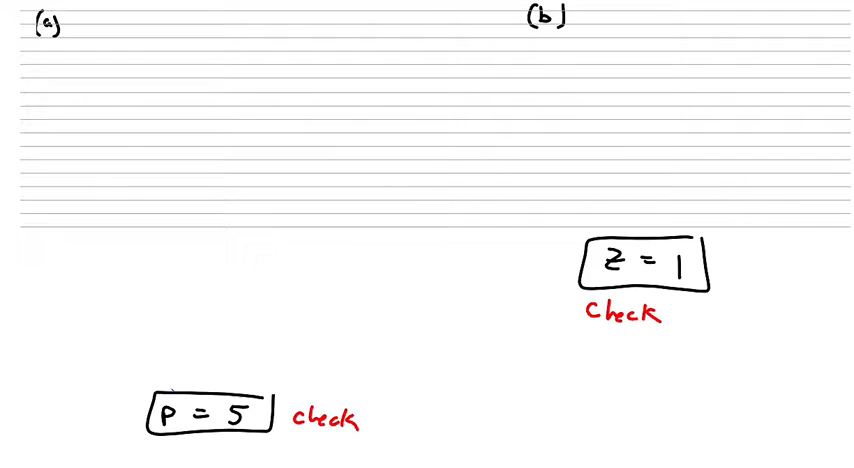 (a)
(b)
z = 1
check
p = 5 check